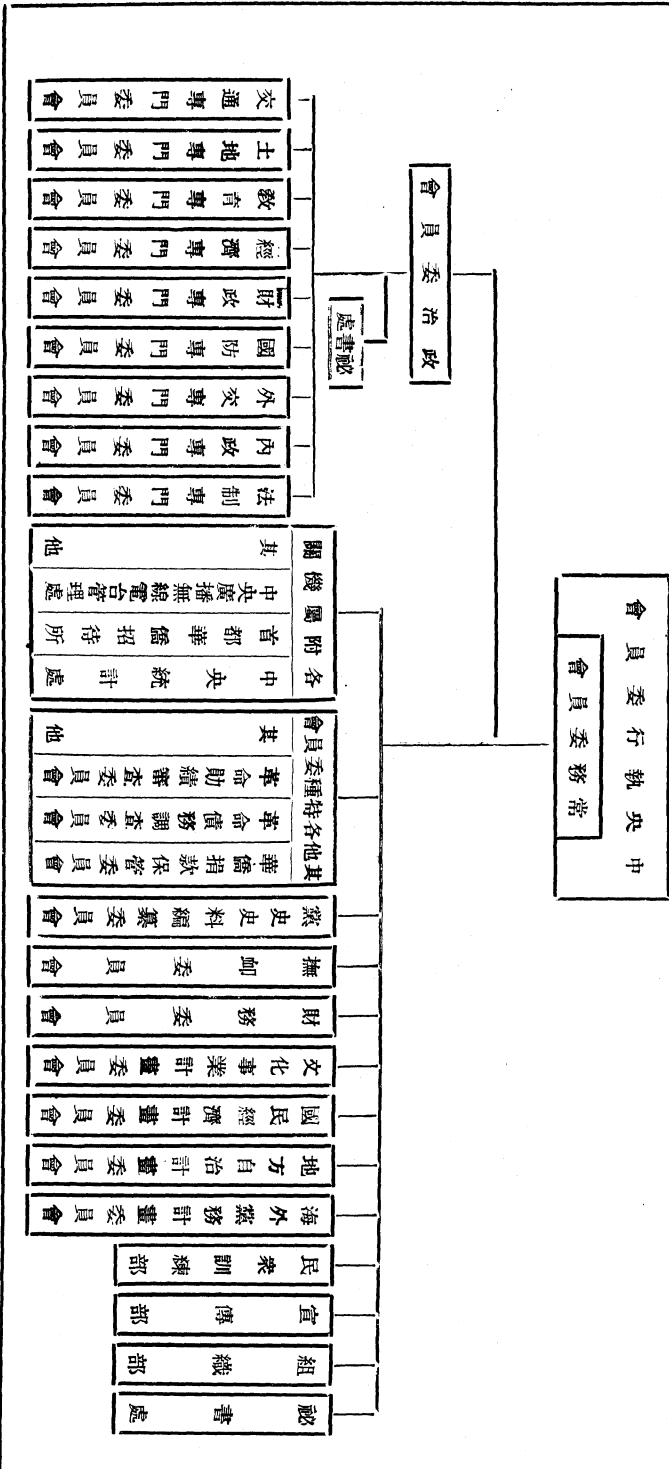 中央執行委員會
常務委員會
政治委員會
祕書處
祕書處
組織部
宣傳部
民衆訓練部
海外黨務計畫委員會
地方自治計畫委員會
國民經濟計畫委員會
文化事業計畫委員會
財務委員會
撫卹委員會
黨史史料編纂委員會
其他各特種委員會
華僑捐款保管委員會
革命債務調查委員會
革命勛績審查委員會
其他
各附屬機關
中央統計處
首都華僑招待所
中央廣播無線電台管理處
其他
法制專門委員會
內政專門委員會
外交專門委員會
國防專門委員會
財政專門委員會
經濟專門委員會
教育專門委員會
土地專門委員會
交通專門委員會